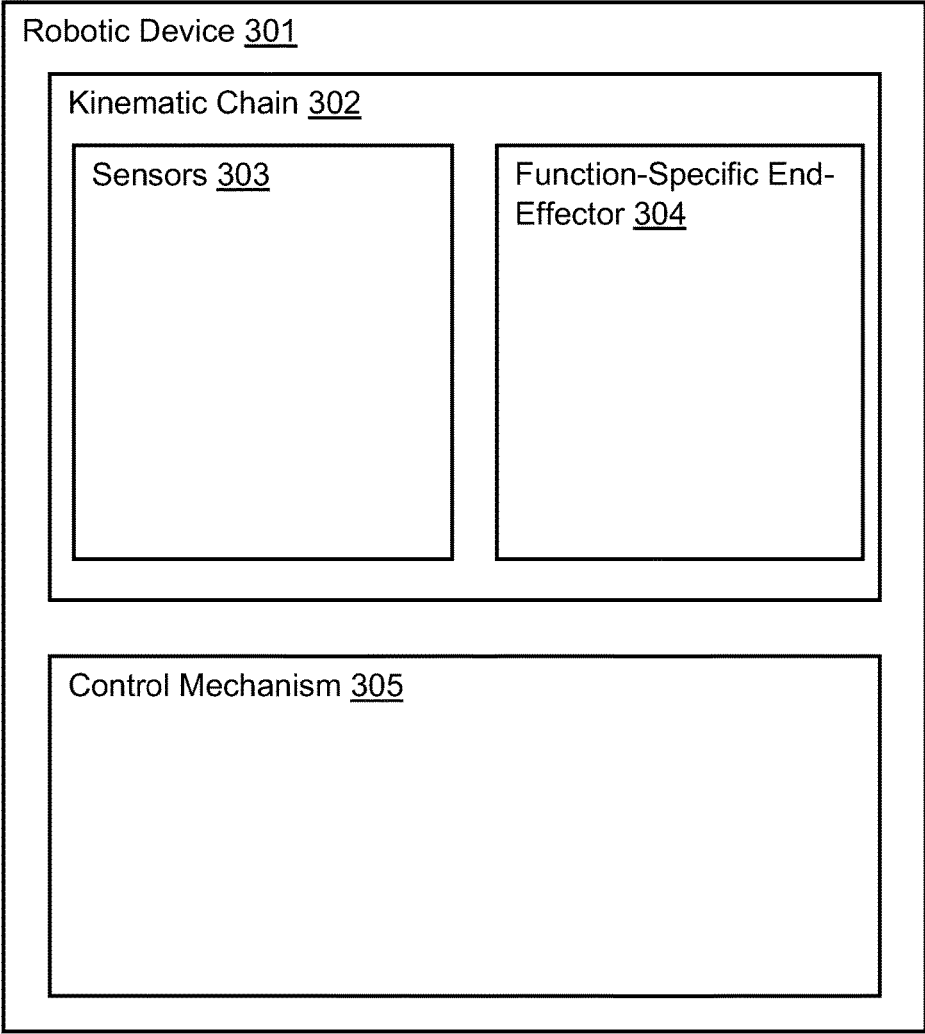 Robotic Device 301
Kinematic Chain 302
Sensors 303
Function-Specific End-
Effector 304
Control Mechanism 305